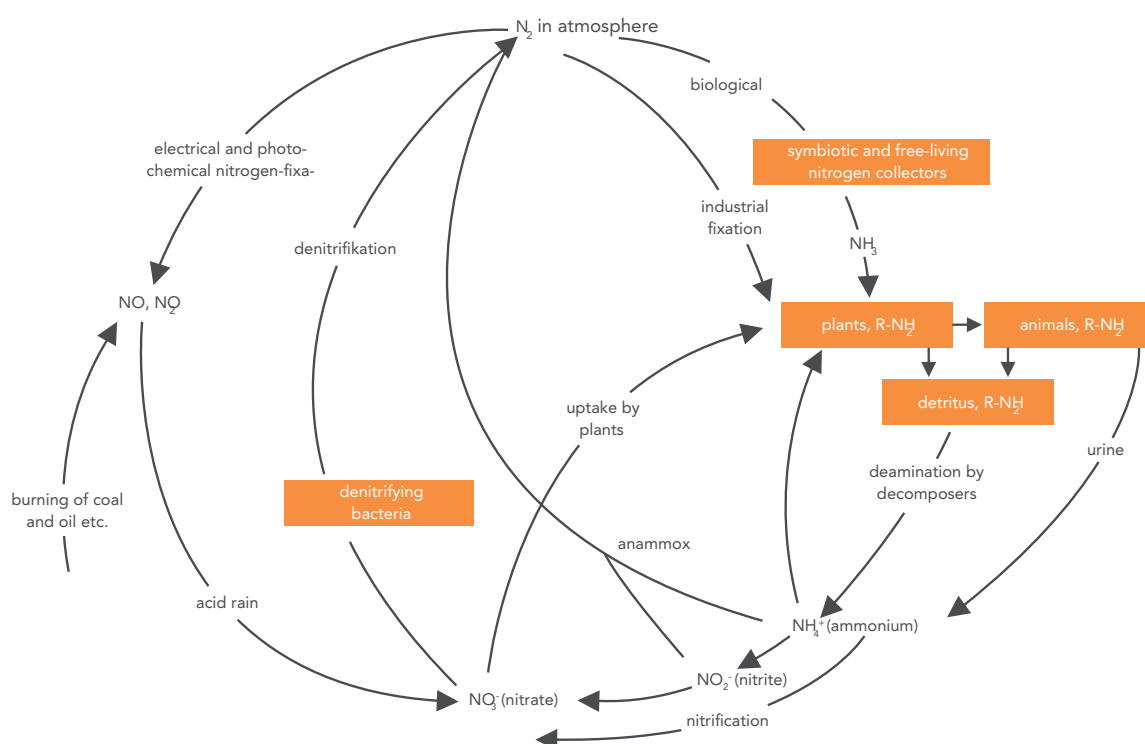 N₂ in atmosphere
biological
electrical and photo-
chemical nitrogen-fixa-
symbiotic and free-living
nitrogen collectors
industrial
fixation
denitrifikation
NH₃
NO, NO₂
plants, R-NH₂
animals, R-NH₂
detritus, R-NH₂
uptake by
plants
urine
deamination by
decomposers
burning of coal
and oil etc.
denitrifying
bacteria
anammox
acid rain
NH₄⁺ (ammonium)
NO₂⁻ (nitrite)
NO₃⁻ (nitrate)
nitrification